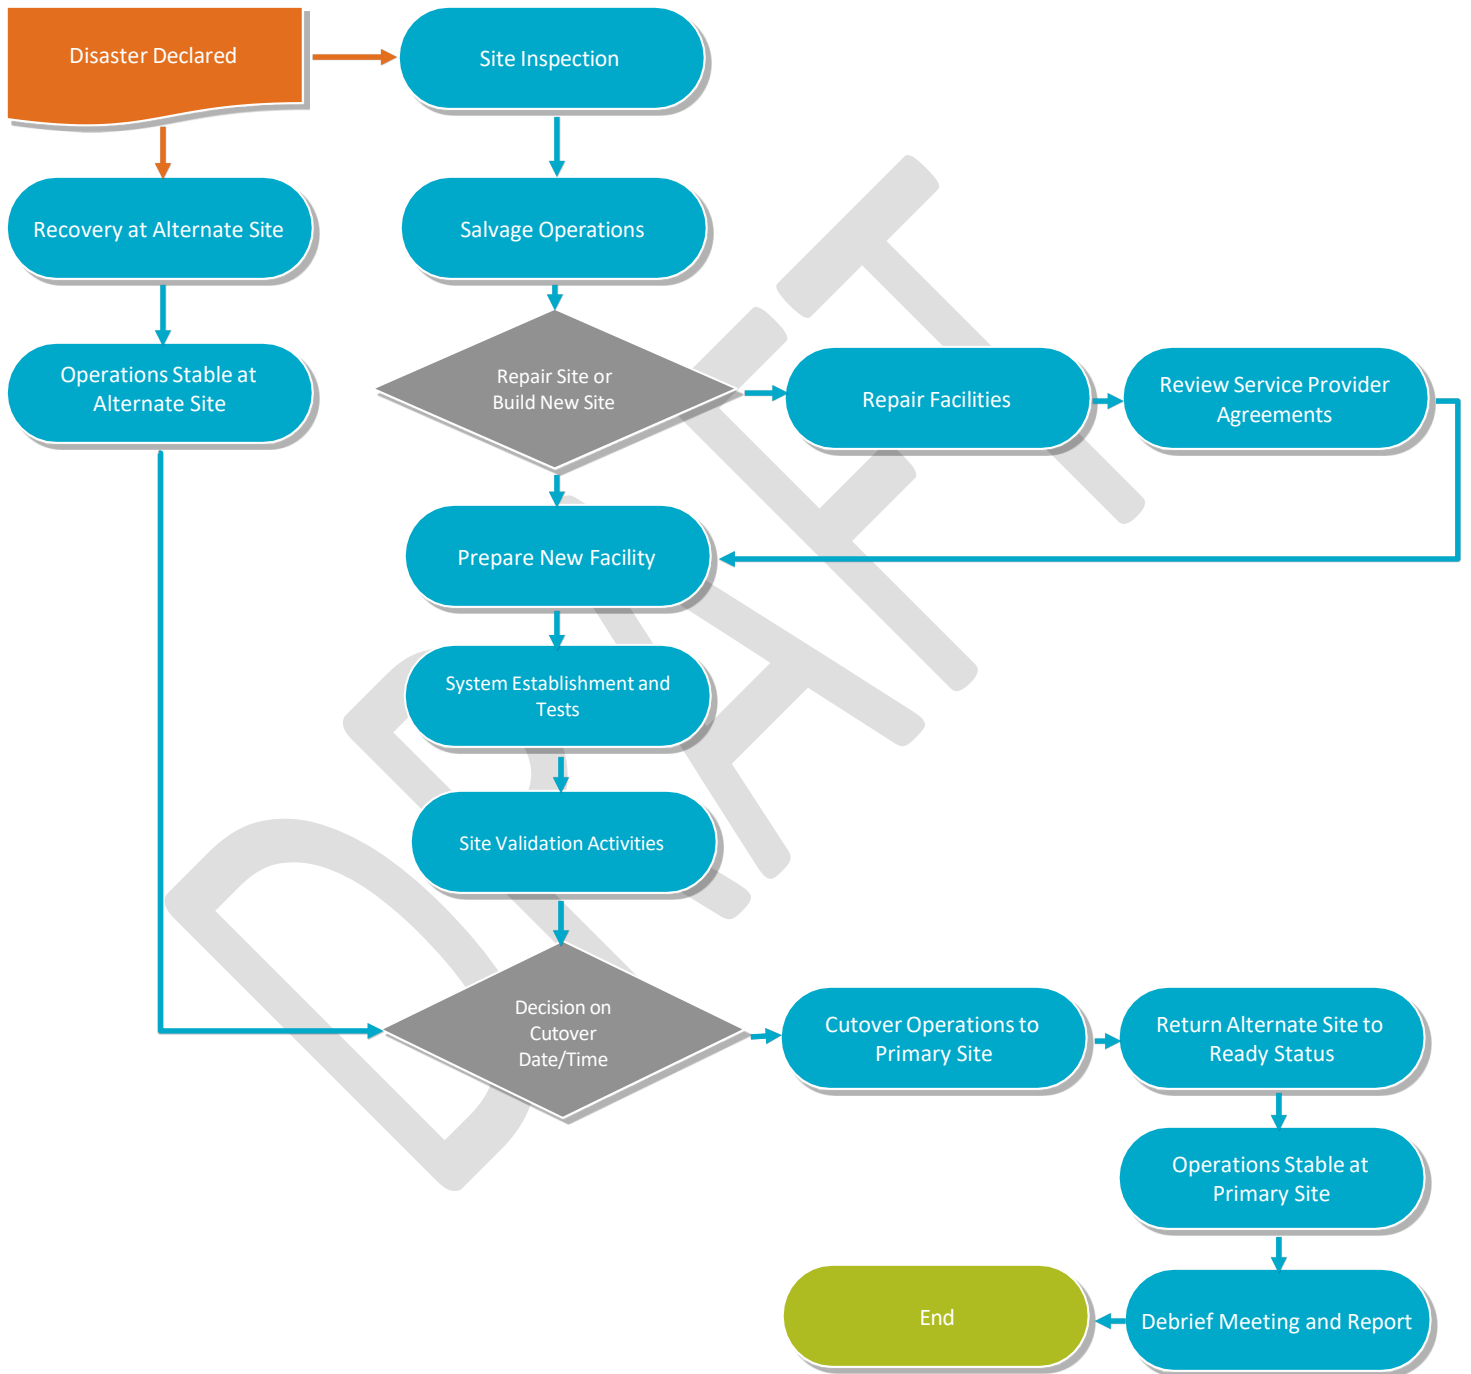 Disaster Declared
Site Inspection
Recovery at Alternate Site
Salvage Operations
Operations Stable at
Alternate Site
Repair Site or
Build New Site
Repair Facilities
Review Service Provider
Agreements
Prepare New Facility
System Establishment and
Tests
Site Validation Activities
Decision on
Cutover
Date/Time
Cutover Operations to
Primary Site
Return Alternate Site to
Ready Status
Operations Stable at
Primary Site
End
Debrief Meeting and Report
DRAFT